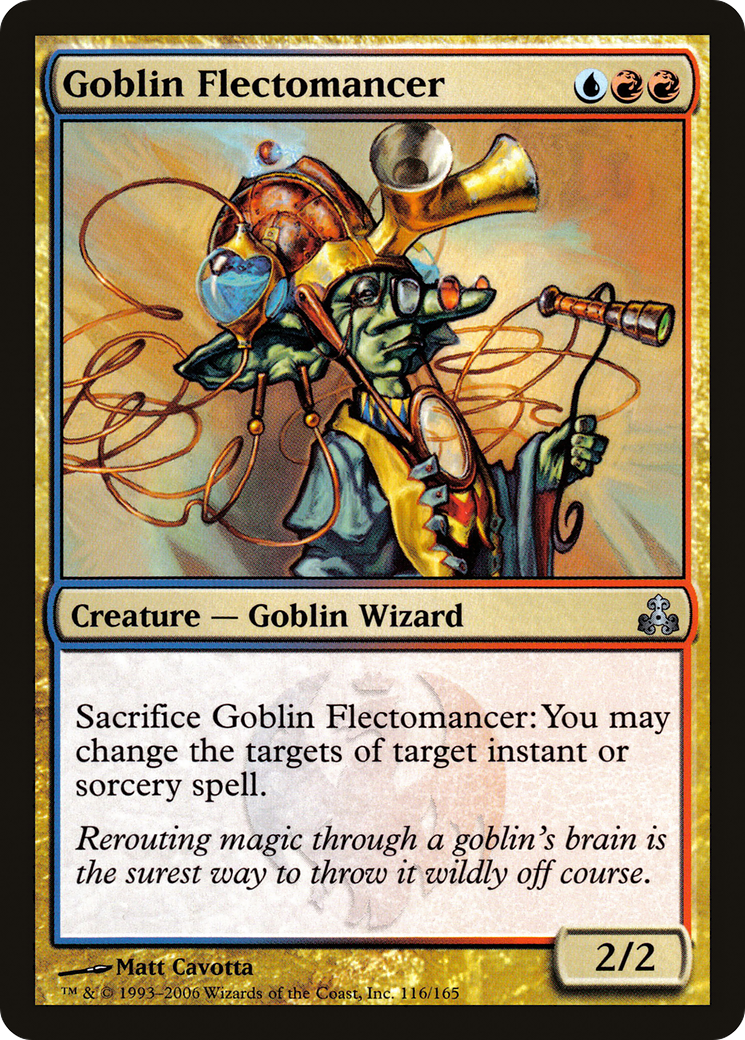 Goblin Flectomancer
Creature — Goblin Wizard
Sacrifice Goblin Flectomancer: You may
change the targets of target instant or
sorcery spell.
Rerouting magic through a goblin's brain is
the surest way to throw it wildly off course.
2/2
Matt Cavotta
™ & © 1993–2006 Wizards of the Coast, Inc. 116/165